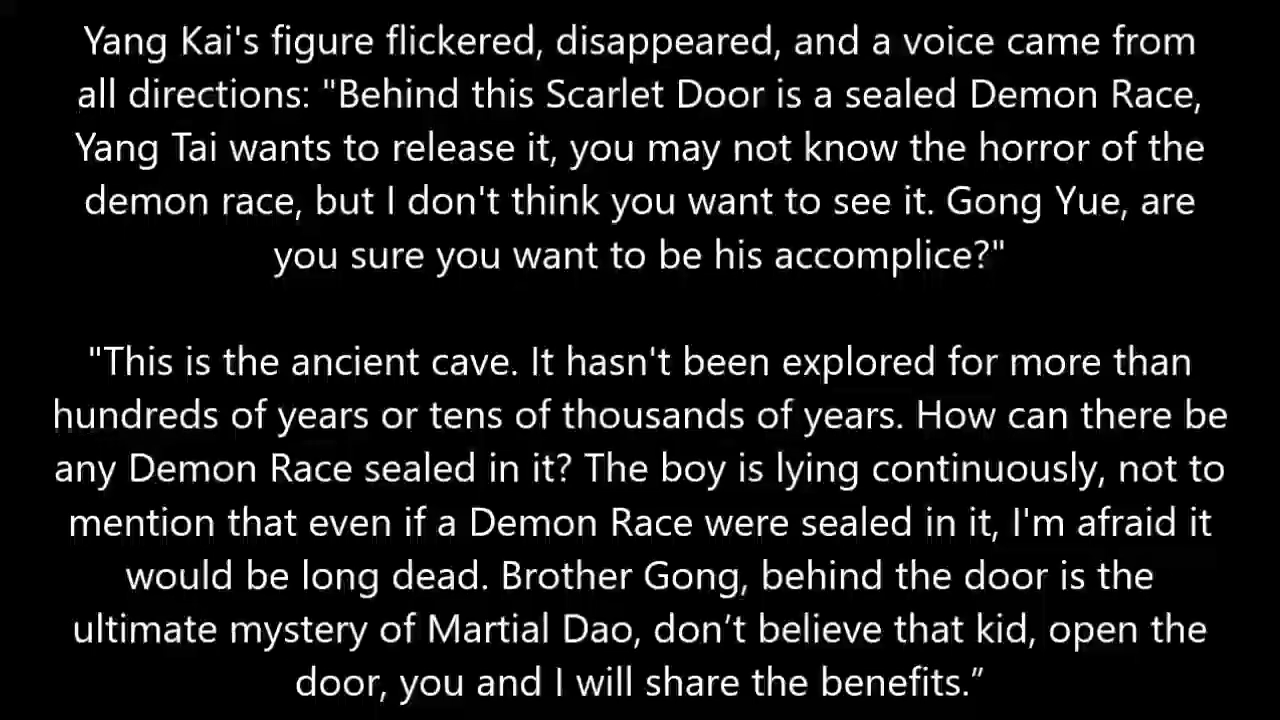 Yang Kai's figure flickered, disappeared, and a voice came from
all directions: "Behind this Scarlet Door is a sealed Demon Race,
Yang Tai wants to release it, you may not know the horror of the
demon race, but I don't think you want to see it. Gong Yue, are
you sure you want to be his accomplice?"
"This is the ancient cave. It hasn't been explored for more than
hundreds of years or tens of thousands of years. How can there be
any Demon Race sealed in it? The boy is lying continuously, not to
mention that even if a Demon Race were sealed in it, I'm afraid it
would be long dead. Brother Gong, behind the door is the
ultimate mystery of Martial Dao, don’t believe that kid, open the
door, you and I will share the benefits.”